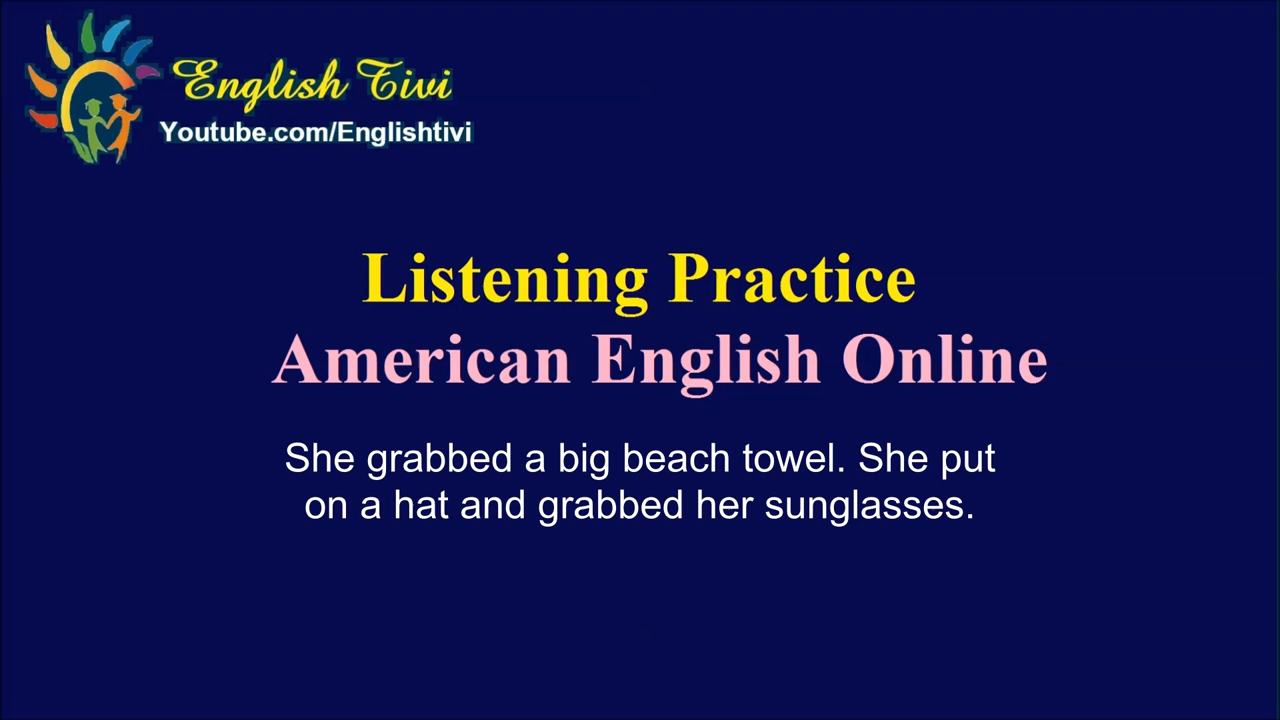 English Tivi
Youtube.com/Englishtivi
Listening Practice
American English Online
She grabbed a big beach towel. She put
on a hat and grabbed her sunglasses.